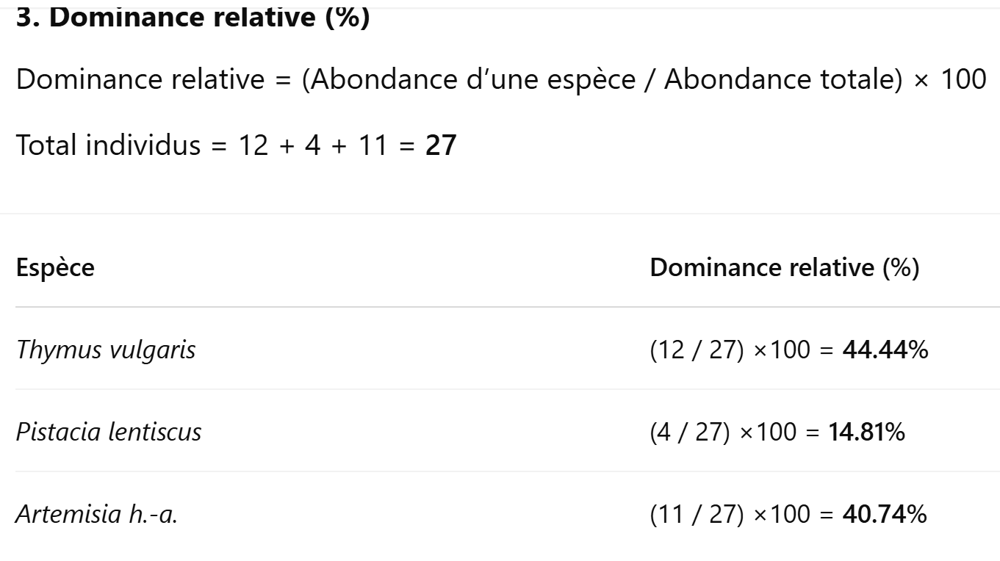 3. Dominance relative (%)
Dominance relative = (Abondance d’une espèce / Abondance totale) × 100
Total individus = 12 + 4 + 11 = 27
Espèce Dominance relative (%)
Thymus vulgaris (12 / 27) ×100 = 44.44%
Pistacia lentiscus (4 / 27) ×100 = 14.81%
Artemisia h.-a. (11 / 27) ×100 = 40.74%